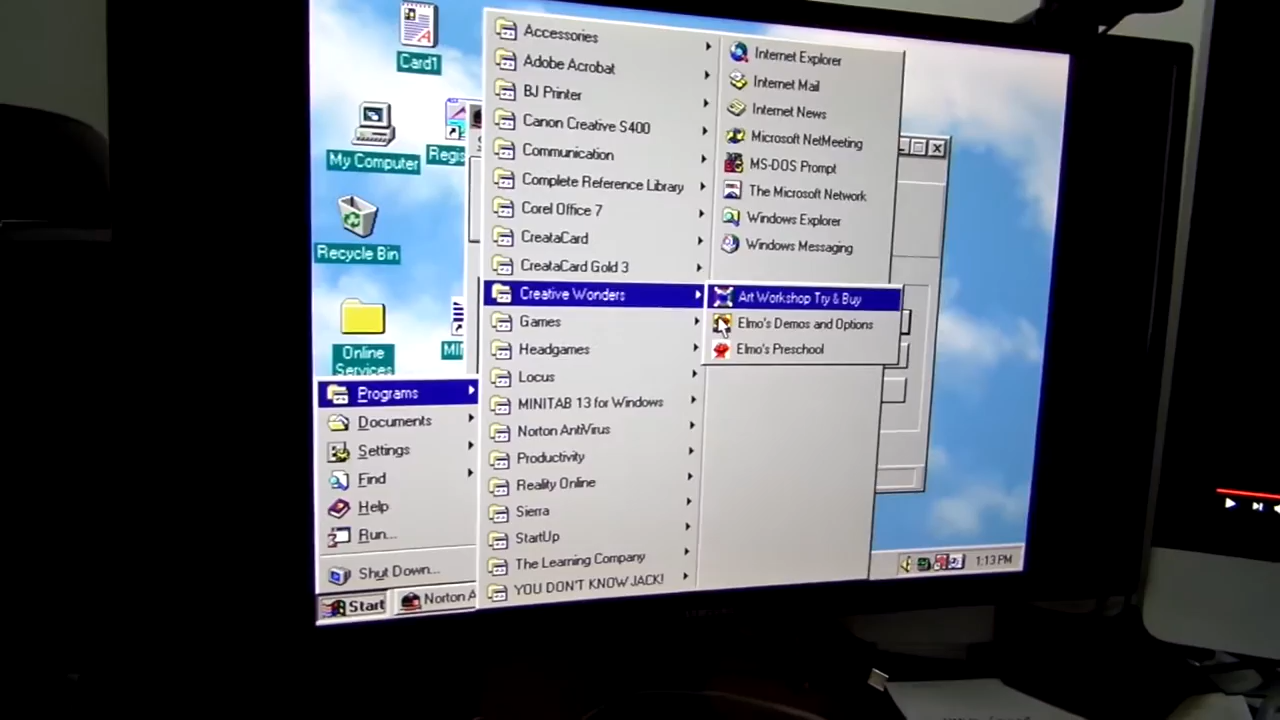 Card1
My Computer
Regis
Recycle Bin
Online
Services
MI
Programs
Documents
Settings
Find
Help
Run...
Shut Down...
Start
Norton A
Accessories
Adobe Acrobat
BJ Printer
Canon Creative S400
Communication
Complete Reference Library
Corel Office 7
CreataCard
CreataCard Gold 3
Creative Wonders
Games
Headgames
Locus
MINITAB 13 for Windows
Norton AntiVirus
Productivity
Reality Online
Sierra
StartUp
The Learning Company
YOU DON'T KNOW JACK!
Internet Explorer
Internet Mail
Internet News
Microsoft NetMeeting
MS-DOS Prompt
The Microsoft Network
Windows Explorer
Windows Messaging
Art Workshop Try & Buy
Elmo's Demos and Options
Elmo's Preschool
1:13 PM